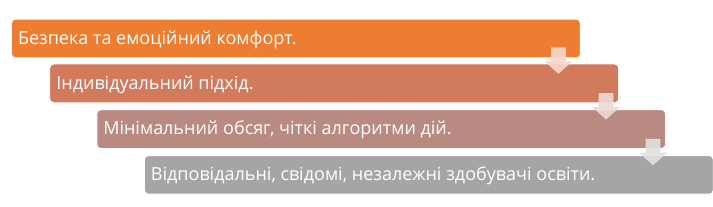 Безпека та емоційний комфорт.
Індивідуальний підхід.
Мінімальний обсяг, чіткі алгоритми дій.
Відповідальні, свідомі, незалежні здобувачі освіти.